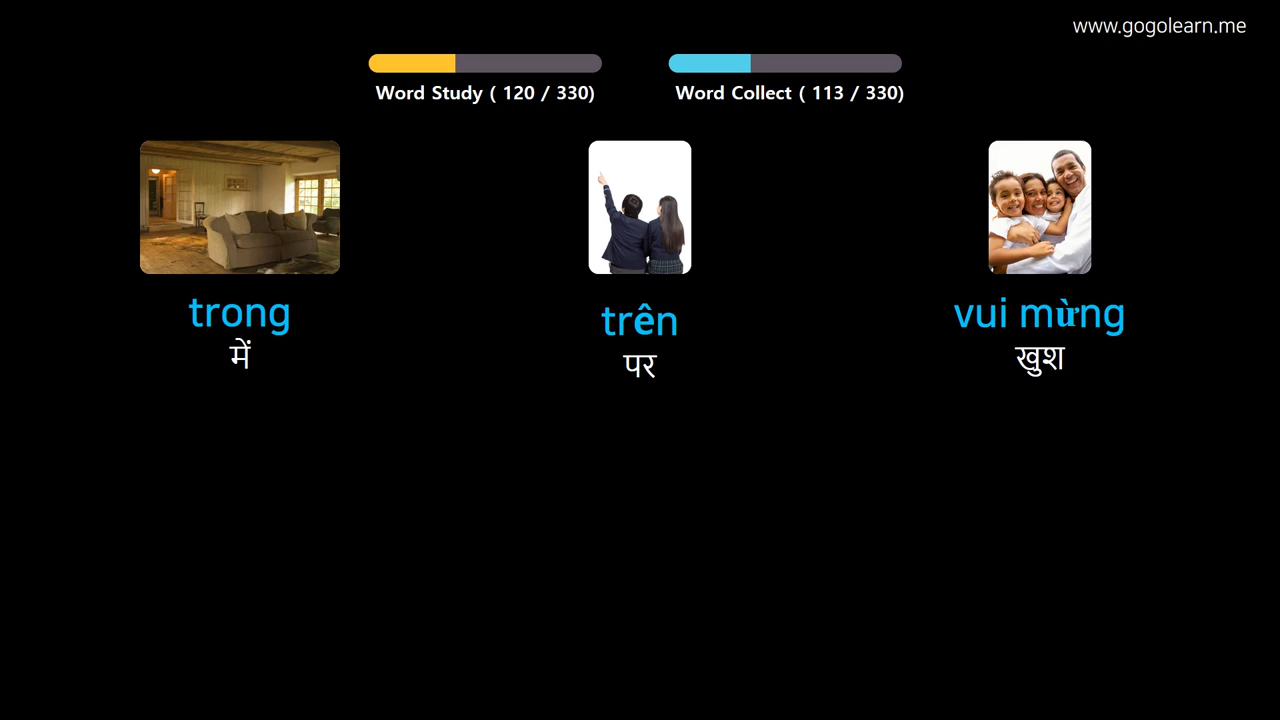 www.gogolearn.me
Word Study ( 120 / 330)
Word Collect ( 113 / 330)
trong
में
trên
पर
vui mừng
खुश